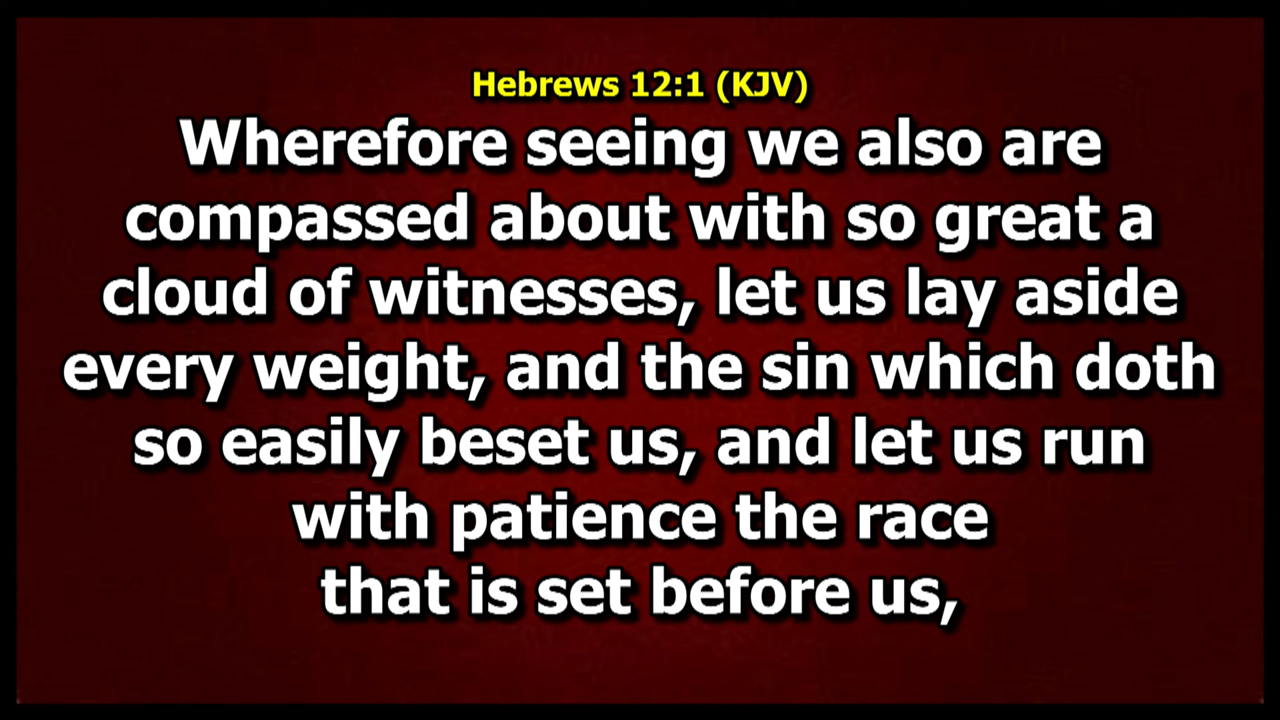 Hebrews 12:1 (KJV)
Wherefore seeing we also are
compassed about with so great a
cloud of witnesses, let us lay aside
every weight, and the sin which doth
so easily beset us, and let us run
with patience the race
that is set before us,